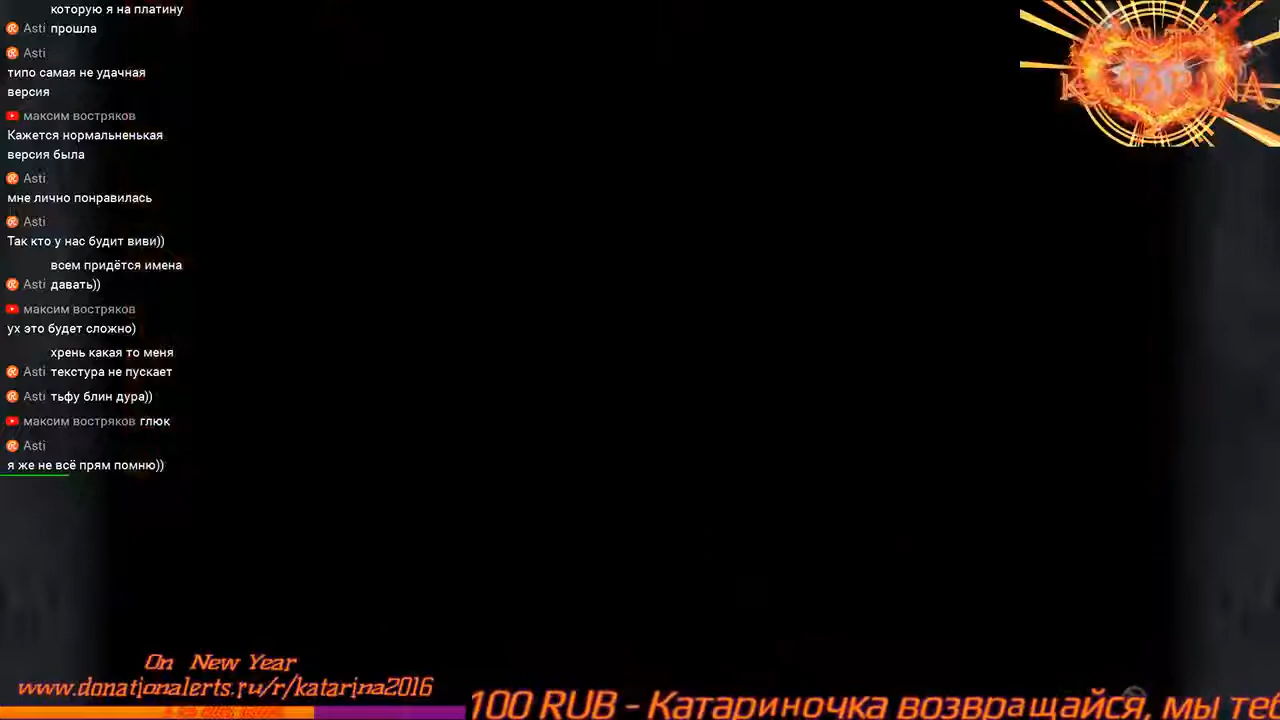 которую я на платину
Asti прошла
Asti
типо самая не удачная
версия
максим востряков
Кажется нормальненькая
версия была
Asti
мне лично понравилась
Asti
Так кто у нас будит виви))
всем придётся имена
Asti давать))
максим востряков
ух это будет сложно)
хрень какая то меня
Asti текстура не пускает
Asti тьфу блин дура))
максим востряков глюк
Asti
я же не всё прям помню))
ASTI
KATARINA
On New Year
www.donationalerts.ru/r/katarina2016
100 RUB - Катариночка возвращайся, мы теб